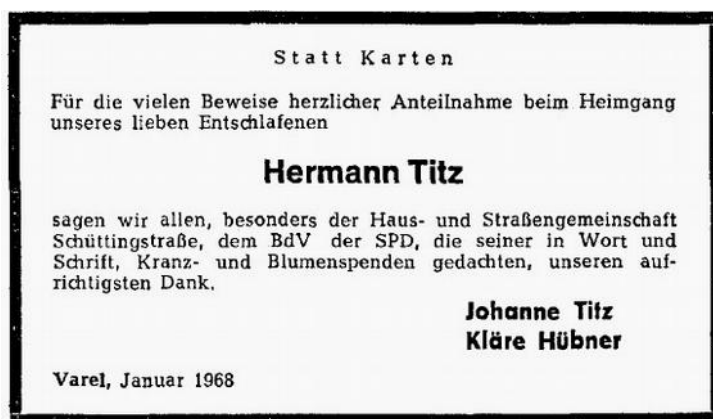 Statt Karten
Für die vielen Beweise herzlicher Anteilnahme beim Heimgang
unseres lieben Entschlafenen
Hermann Titz
sagen wir allen, besonders der Haus- und Straßengemeinschaft
Schüttingstraße, dem BdV der SPD, die seiner in Wort und
Schrift, Kranz- und Blumenspenden gedachten, unseren auf-
richtigsten Dank.
Johanne Titz
Kläre Hübner
Varel, Januar 1968